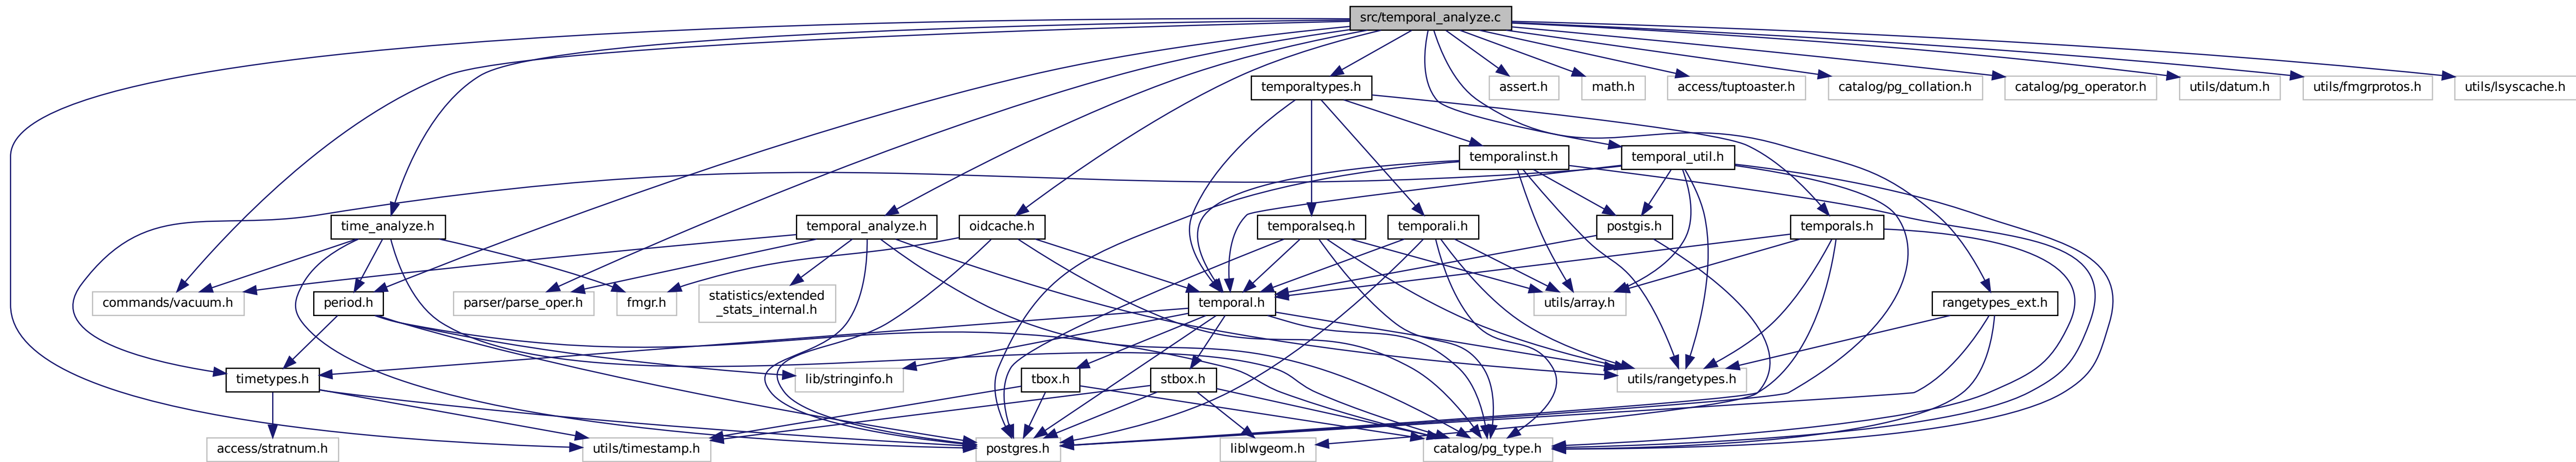 src/temporal_analyze.c
temporaltypes.h
assert.h
math.h
access/tuptoaster.h
catalog/pg_collation.h
catalog/pg_operator.h
utils/datum.h
utils/fmgrprotos.h
utils/lsyscache.h
temporalinst.h
temporal_util.h
time_analyze.h
temporal_analyze.h
oidcache.h
temporalseq.h
temporali.h
postgis.h
temporals.h
commands/vacuum.h
period.h
parser/parse_oper.h
fmgr.h
statistics/extended
_stats_internal.h
temporal.h
utils/array.h
rangetypes_ext.h
timetypes.h
lib/stringinfo.h
tbox.h
stbox.h
utils/rangetypes.h
access/stratnum.h
utils/timestamp.h
postgres.h
liblwgeom.h
catalog/pg_type.h